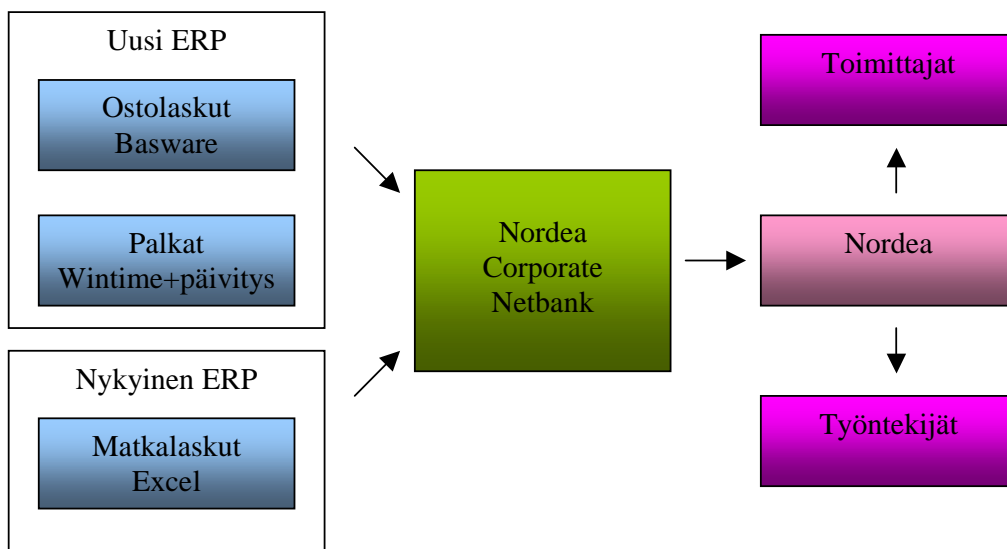 Uusi ERP
Ostolaskut
Basware
Palkat
Wintime+päivitys
Nykyinen ERP
Matkalaskut
Excel
Nordea
Corporate
Netbank
Toimittajat
Nordea
Työntekijät